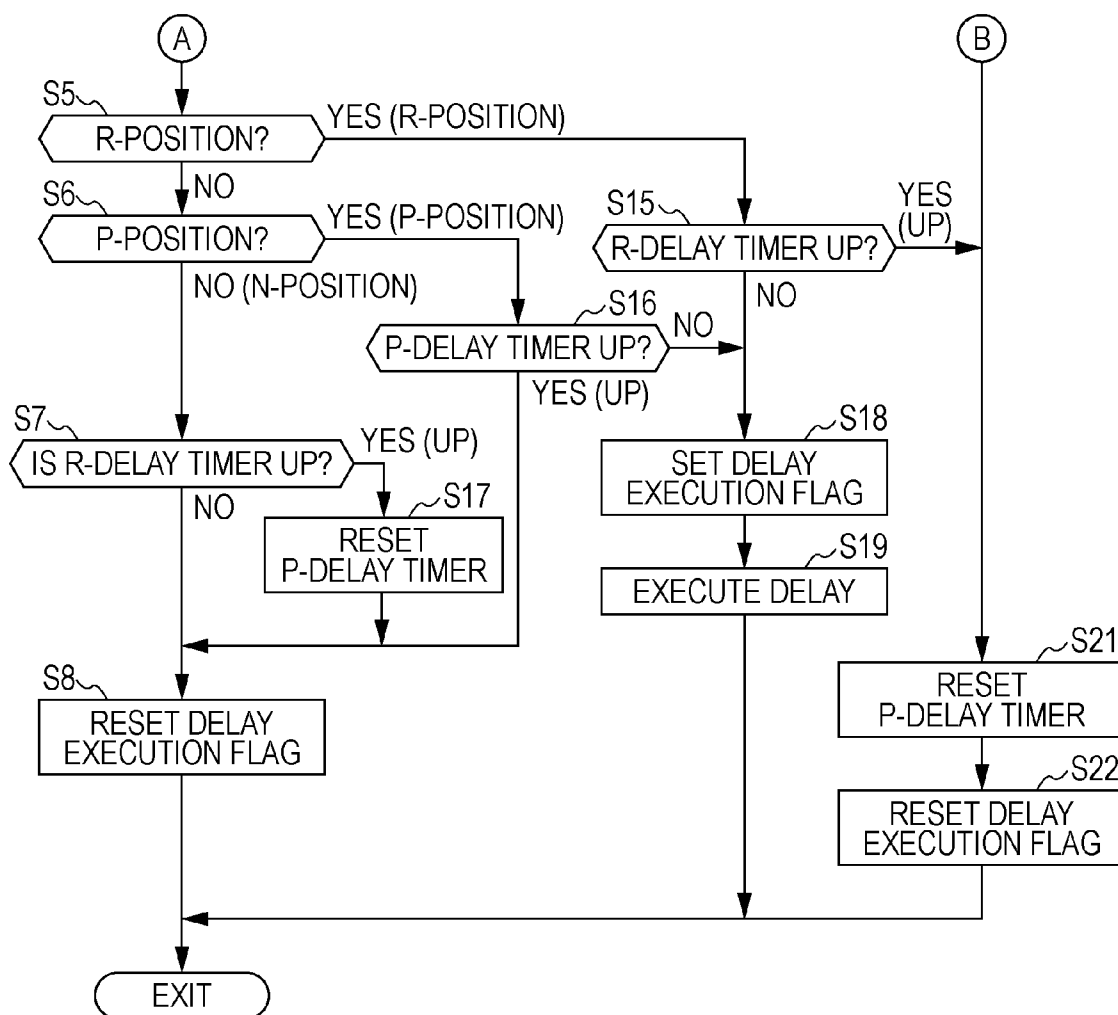 A
B
S5
R-POSITION?
YES (R-POSITION)
NO
S6
P-POSITION?
YES (P-POSITION)
NO (N-POSITION)
S15
R-DELAY TIMER UP?
YES
(UP)
NO
S16
P-DELAY TIMER UP?
NO
YES (UP)
S7
IS R-DELAY TIMER UP?
YES (UP)
NO
S17
RESET
P-DELAY TIMER
S18
SET DELAY
EXECUTION FLAG
S19
EXECUTE DELAY
S8
RESET DELAY
EXECUTION FLAG
S21
RESET
P-DELAY TIMER
S22
RESET DELAY
EXECUTION FLAG
EXIT